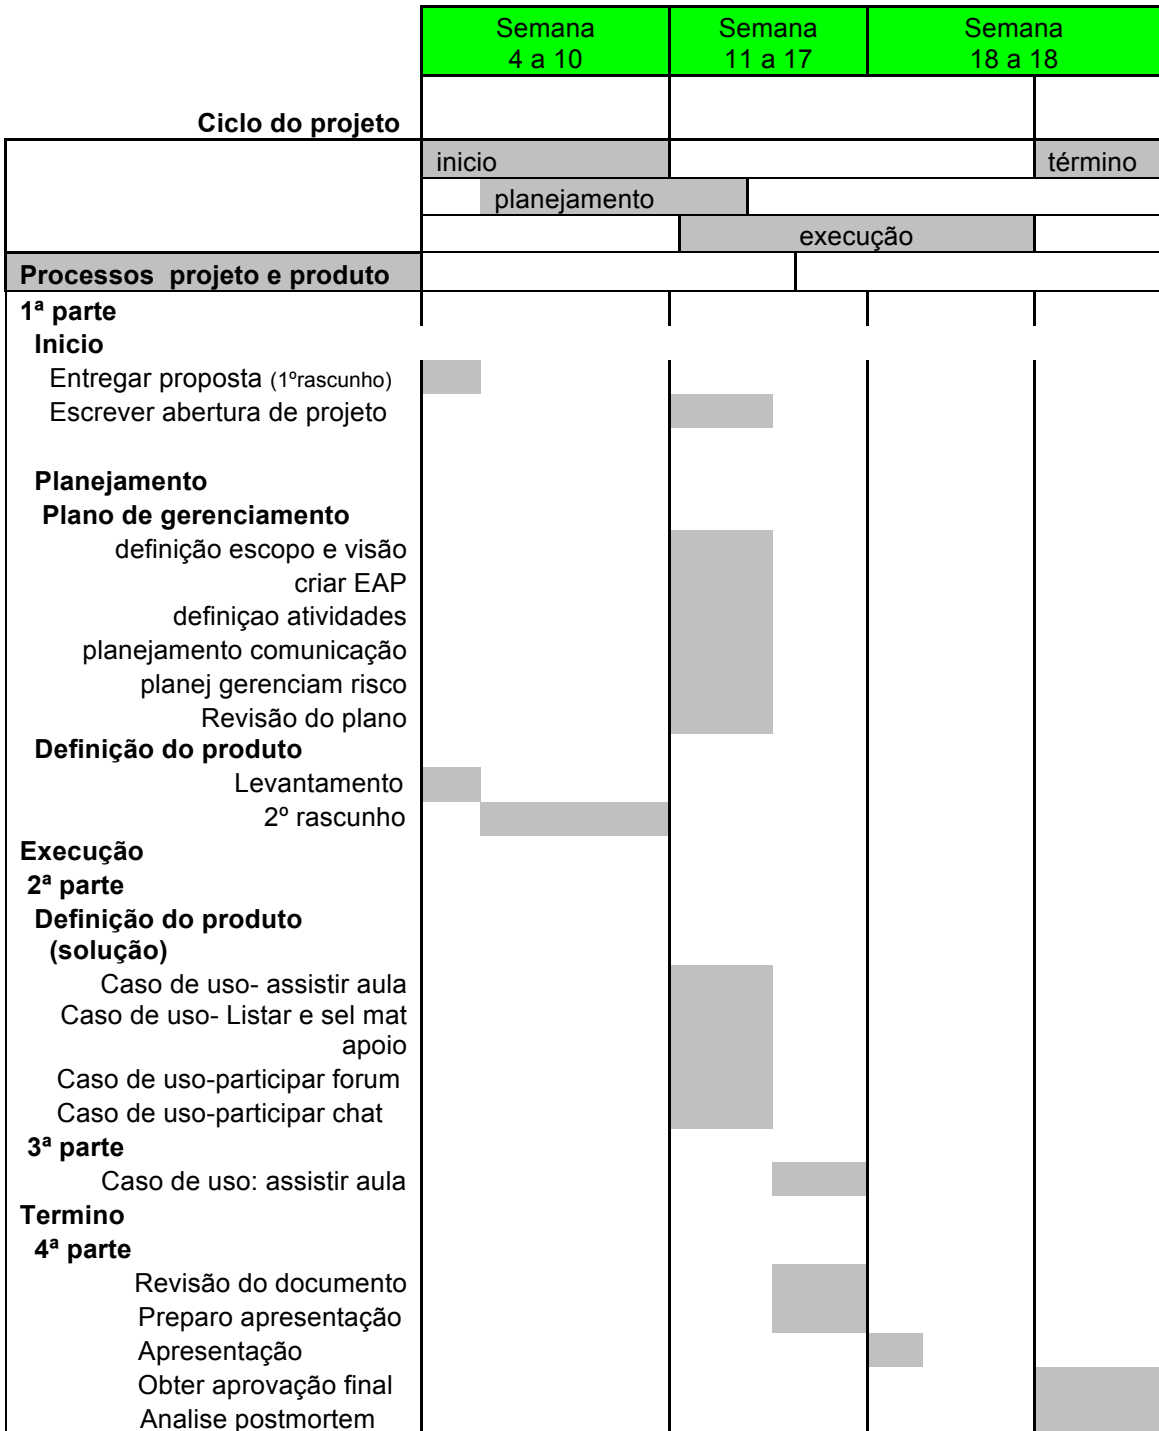 Semana Semana Semana
4 a 10 11 a 17 18 a 18
Ciclo do projeto
inicio término
planejamento
execução
Processos projeto e produto
1ª parte
Inicio
Entregar proposta (1ºrascunho)
Escrever abertura de projeto
Planejamento
Plano de gerenciamento
definição escopo e visão
criar EAP
definiçao atividades
planejamento comunicação
planej gerenciam risco
Revisão do plano
Definição do produto
Levantamento
2º rascunho
Execução
2ª parte
Definição do produto
(solução)
Caso de uso- assistir aula
Caso de uso- Listar e sel mat
apoio
Caso de uso-participar forum
Caso de uso-participar chat
3ª parte
Caso de uso: assistir aula
Termino
4ª parte
Revisão do documento
Preparo apresentação
Apresentação
Obter aprovação final
Analise postmortem